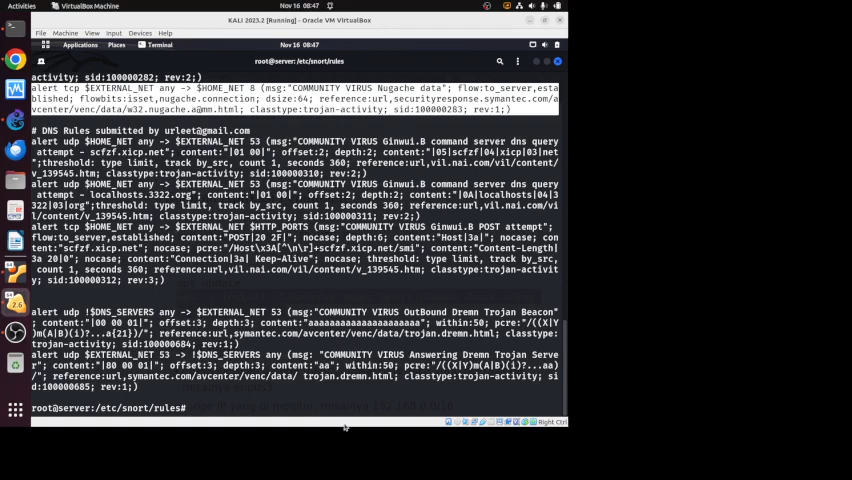 Activities
VirtualBox Machine
Nov 16 08:47
KALI 2023.2 [Running] - Oracle VM VirtualBox
File Machine View Input Devices Help
Applications Places Terminal Nov 16 08:47
root@server: /etc/snort/rules
activity; sid:100000282; rev:2;)
alert tcp $EXTERNAL_NET any -> $HOME_NET 8 (msg:"COMMUNITY VIRUS Nugache data"; flow:to_server,esta
blished; flowbits:isset,nugache.connection; dsize:64; reference:url,securityresponse.symantec.com/a
vcenter/venc/data/w32.nugache.a@mm.html; classtype:trojan-activity; sid:100000283; rev:1;)
# DNS Rules submitted by urleet@gmail.com
alert udp $HOME_NET any -> $EXTERNAL_NET 53 (msg:"COMMUNITY VIRUS Ginwui.B command server dns query
attempt - scfzf.xicp.net"; content:"|01 00|"; offset:2; depth:2; content:"|05|scfzf|04|xicp|03|net
";threshold: type limit, track by_src, count 1, seconds 360; reference:url,vil.nai.com/vil/content/
v_139545.htm; classtype:trojan-activity; sid:100000310; rev:2;)
alert udp $HOME_NET any -> $EXTERNAL_NET 53 (msg:"COMMUNITY VIRUS Ginwui.B command server dns query
attempt - localhosts.3322.org"; content:"|01 00|"; offset:2; depth:2; content:"|0A|localhosts|04|3
322|03|org";threshold: type limit, track by_src, count 1, seconds 360; reference:url,vil.nai.com/vi
l/content/v_139545.htm; classtype:trojan-activity; sid:100000311; rev:2;)
alert tcp $HOME_NET any -> $EXTERNAL_NET $HTTP_PORTS (msg:"COMMUNITY VIRUS Ginwui.B POST attempt";
flow:to_server,established; content:"POST|20 2F|"; nocase; depth:6; content:"Host|3a|"; nocase; con
tent:"scfzf.xicp.net"; nocase; pcre:"/Host\x3A[^\n\r]+scfzf.xicp.net/smi"; content:"Content-Length|
3a 20|0"; nocase; content:"Connection|3a| Keep-Alive"; nocase; threshold: type limit, track by_src,
count 1, seconds 360; reference:url,vil.nai.com/vil/content/v_139545.htm; classtype:trojan-activit
y; sid:100000312; rev:3;)
alert udp !$DNS_SERVERS any -> $EXTERNAL_NET 53 (msg:"COMMUNITY VIRUS OutBound Dremn Trojan Beacon"
; content:"|00 00 01|"; offset:3; depth:3; content:"aaaaaaaaaaaaaaaaaaaaa"; within:50; pcre:"/((X|Y
)m(A|B)(i)?...a{21})/"; reference:url,symantec.com/avcenter/venc/data/trojan.dremn.html; classtype:
trojan-activity; sid:100000684; rev:1;)
alert udp $EXTERNAL_NET 53 -> !$DNS_SERVERS any (msg: "COMMUNITY VIRUS Answering Dremn Trojan Serve
r"; content:"|80 00 01|"; offset:3; depth:3; content:"aa"; within:50; pcre:"/((X|Y)m(A|B)(i)?...aa)
/"; reference:url,symantec.com/avcenter/venc/data/ trojan.dremn.html; classtype:trojan-activity; si
d:100000685; rev:1;)
root@server:/etc/snort/rules#
Right Ctrl